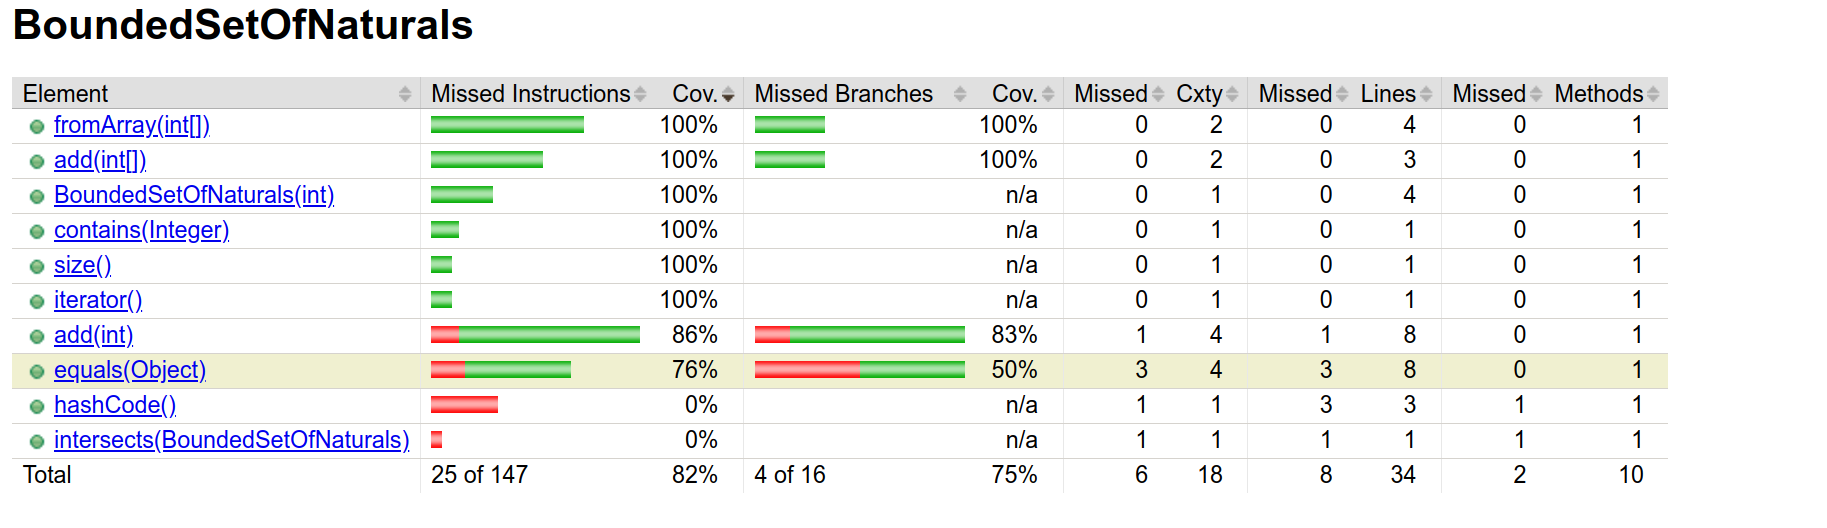 BoundedSetOfNaturals
Element Missed Instructions Cov. Missed Branches Cov. Missed Cxty Missed Lines Missed Methods
fromArray(int[]) 100% 100% 0 2 0 4 0 1
add(int[]) 100% 100% 0 2 0 3 0 1
BoundedSetOfNaturals(int) 100% n/a 0 1 0 4 0 1
contains(Integer) 100% n/a 0 1 0 1 0 1
size() 100% n/a 0 1 0 1 0 1
iterator() 100% n/a 0 1 0 1 0 1
add(int) 86% 83% 1 4 1 8 0 1
equals(Object) 76% 50% 3 4 3 8 0 1
hashCode() 0% n/a 1 1 3 3 1 1
intersects(BoundedSetOfNaturals) 0% n/a 1 1 1 1 1 1
Total 25 of 147 82% 4 of 16 75% 6 18 8 34 2 10